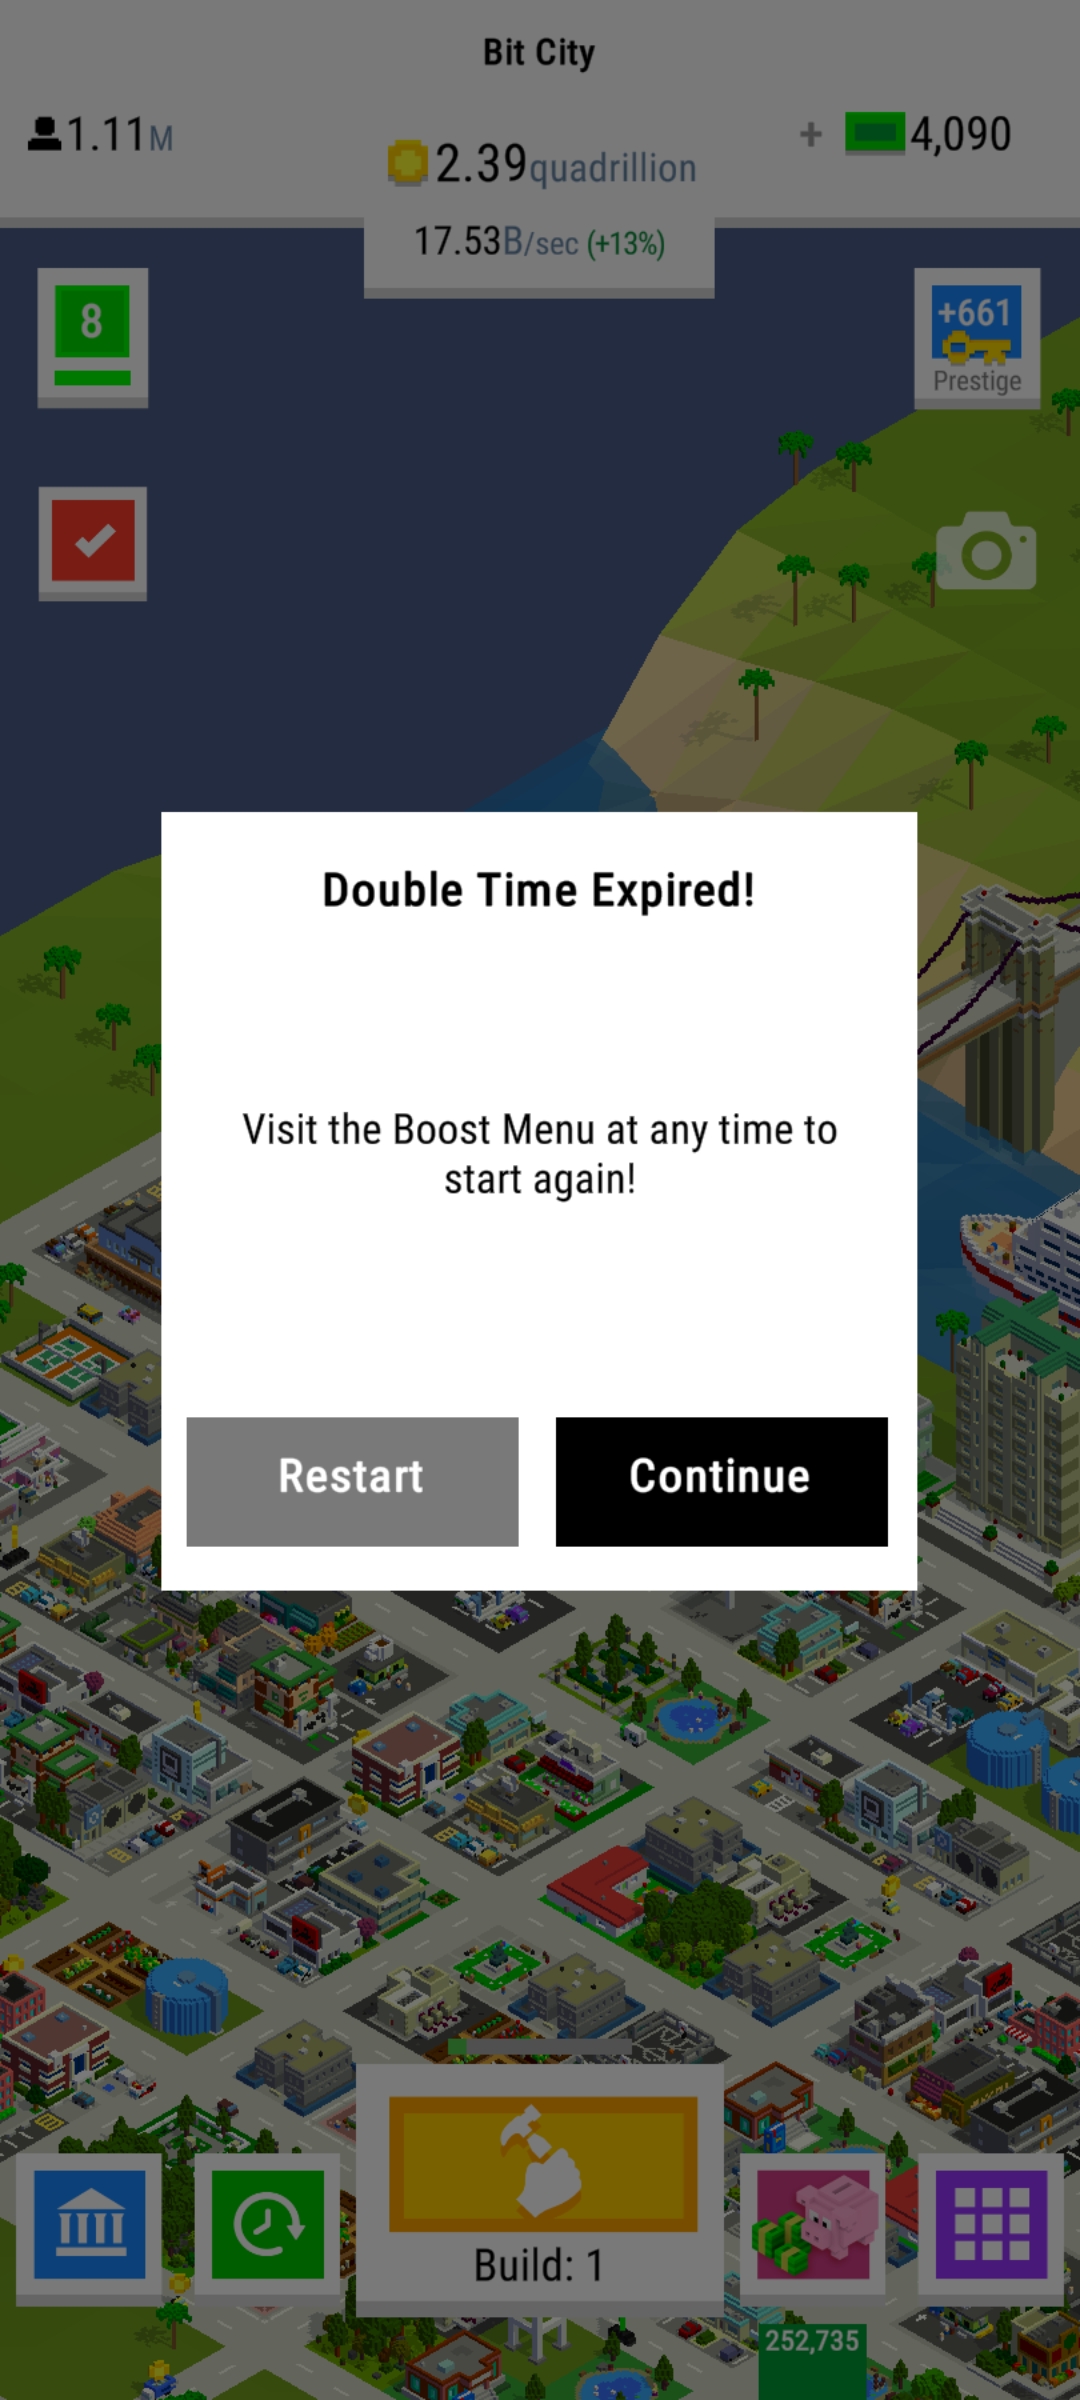 Bit City
1.11M
2.39quadrillion
+ 4,090
17.53B/sec (+13%)
8
+661
Prestige
Double Time Expired!
Visit the Boost Menu at any time to
start again!
Restart
Continue
Build: 1
252,735